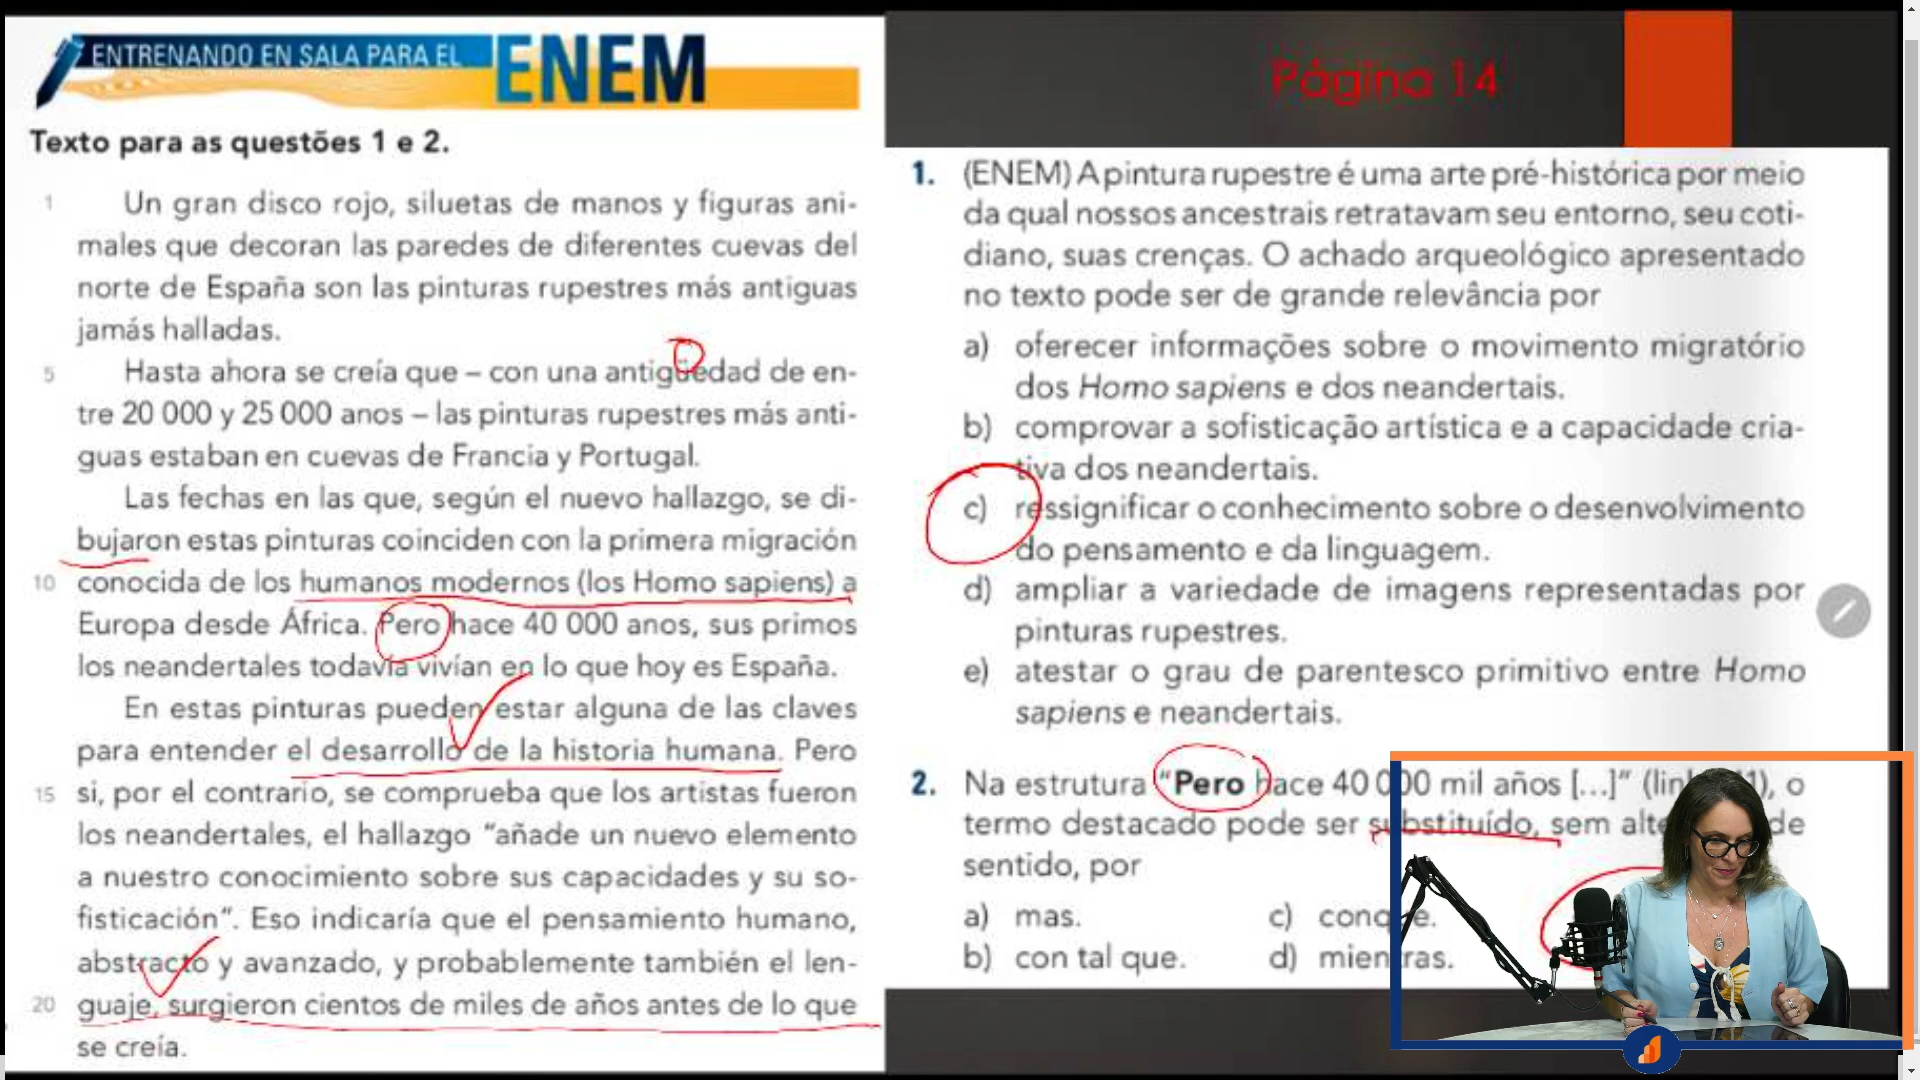 ENTRENANDO EN SALA PARA EL ENEM
Texto para as questões 1 e 2.
1 Un gran disco rojo, siluetas de manos y figuras ani-
males que decoran las paredes de diferentes cuevas del
norte de España son las pinturas rupestres más antiguas
jamás halladas.
5 Hasta ahora se creía que – con una antigüedad de en-
tre 20 000 y 25 000 anos – las pinturas rupestres más anti-
guas estaban en cuevas de Francia y Portugal.
Las fechas en las que, según el nuevo hallazgo, se di-
bujaron estas pinturas coinciden con la primera migración
10 conocida de los humanos modernos (los Homo sapiens) a
Europa desde África. Pero hace 40 000 anos, sus primos
los neandertales todavía vivían en lo que hoy es España.
En estas pinturas pueden estar alguna de las claves
para entender el desarrollo de la historia humana. Pero
15 si, por el contrario, se comprueba que los artistas fueron
los neandertales, el hallazgo “añade un nuevo elemento
a nuestro conocimiento sobre sus capacidades y su so-
fisticación”. Eso indicaría que el pensamiento humano,
abstracto y avanzado, y probablemente también el len-
20 guaje, surgieron cientos de miles de años antes de lo que
se creía.
Página 14
1. (ENEM) A pintura rupestre é uma arte pré-histórica por meio
da qual nossos ancestrais retratavam seu entorno, seu coti-
diano, suas crenças. O achado arqueológico apresentado
no texto pode ser de grande relevância por
a) oferecer informações sobre o movimento migratório
dos Homo sapiens e dos neandertais.
b) comprovar a sofisticação artística e a capacidade cria-
tiva dos neandertais.
c) ressignificar o conhecimento sobre o desenvolvimento
do pensamento e da linguagem.
d) ampliar a variedade de imagens representadas por
pinturas rupestres.
e) atestar o grau de parentesco primitivo entre Homo
sapiens e neandertais.
2. Na estrutura “Pero hace 40 000 mil años [...]” (lin 1), o
termo destacado pode ser substituído, sem alte de
sentido, por
a) mas. c) conque.
b) con tal que. d) mientras.